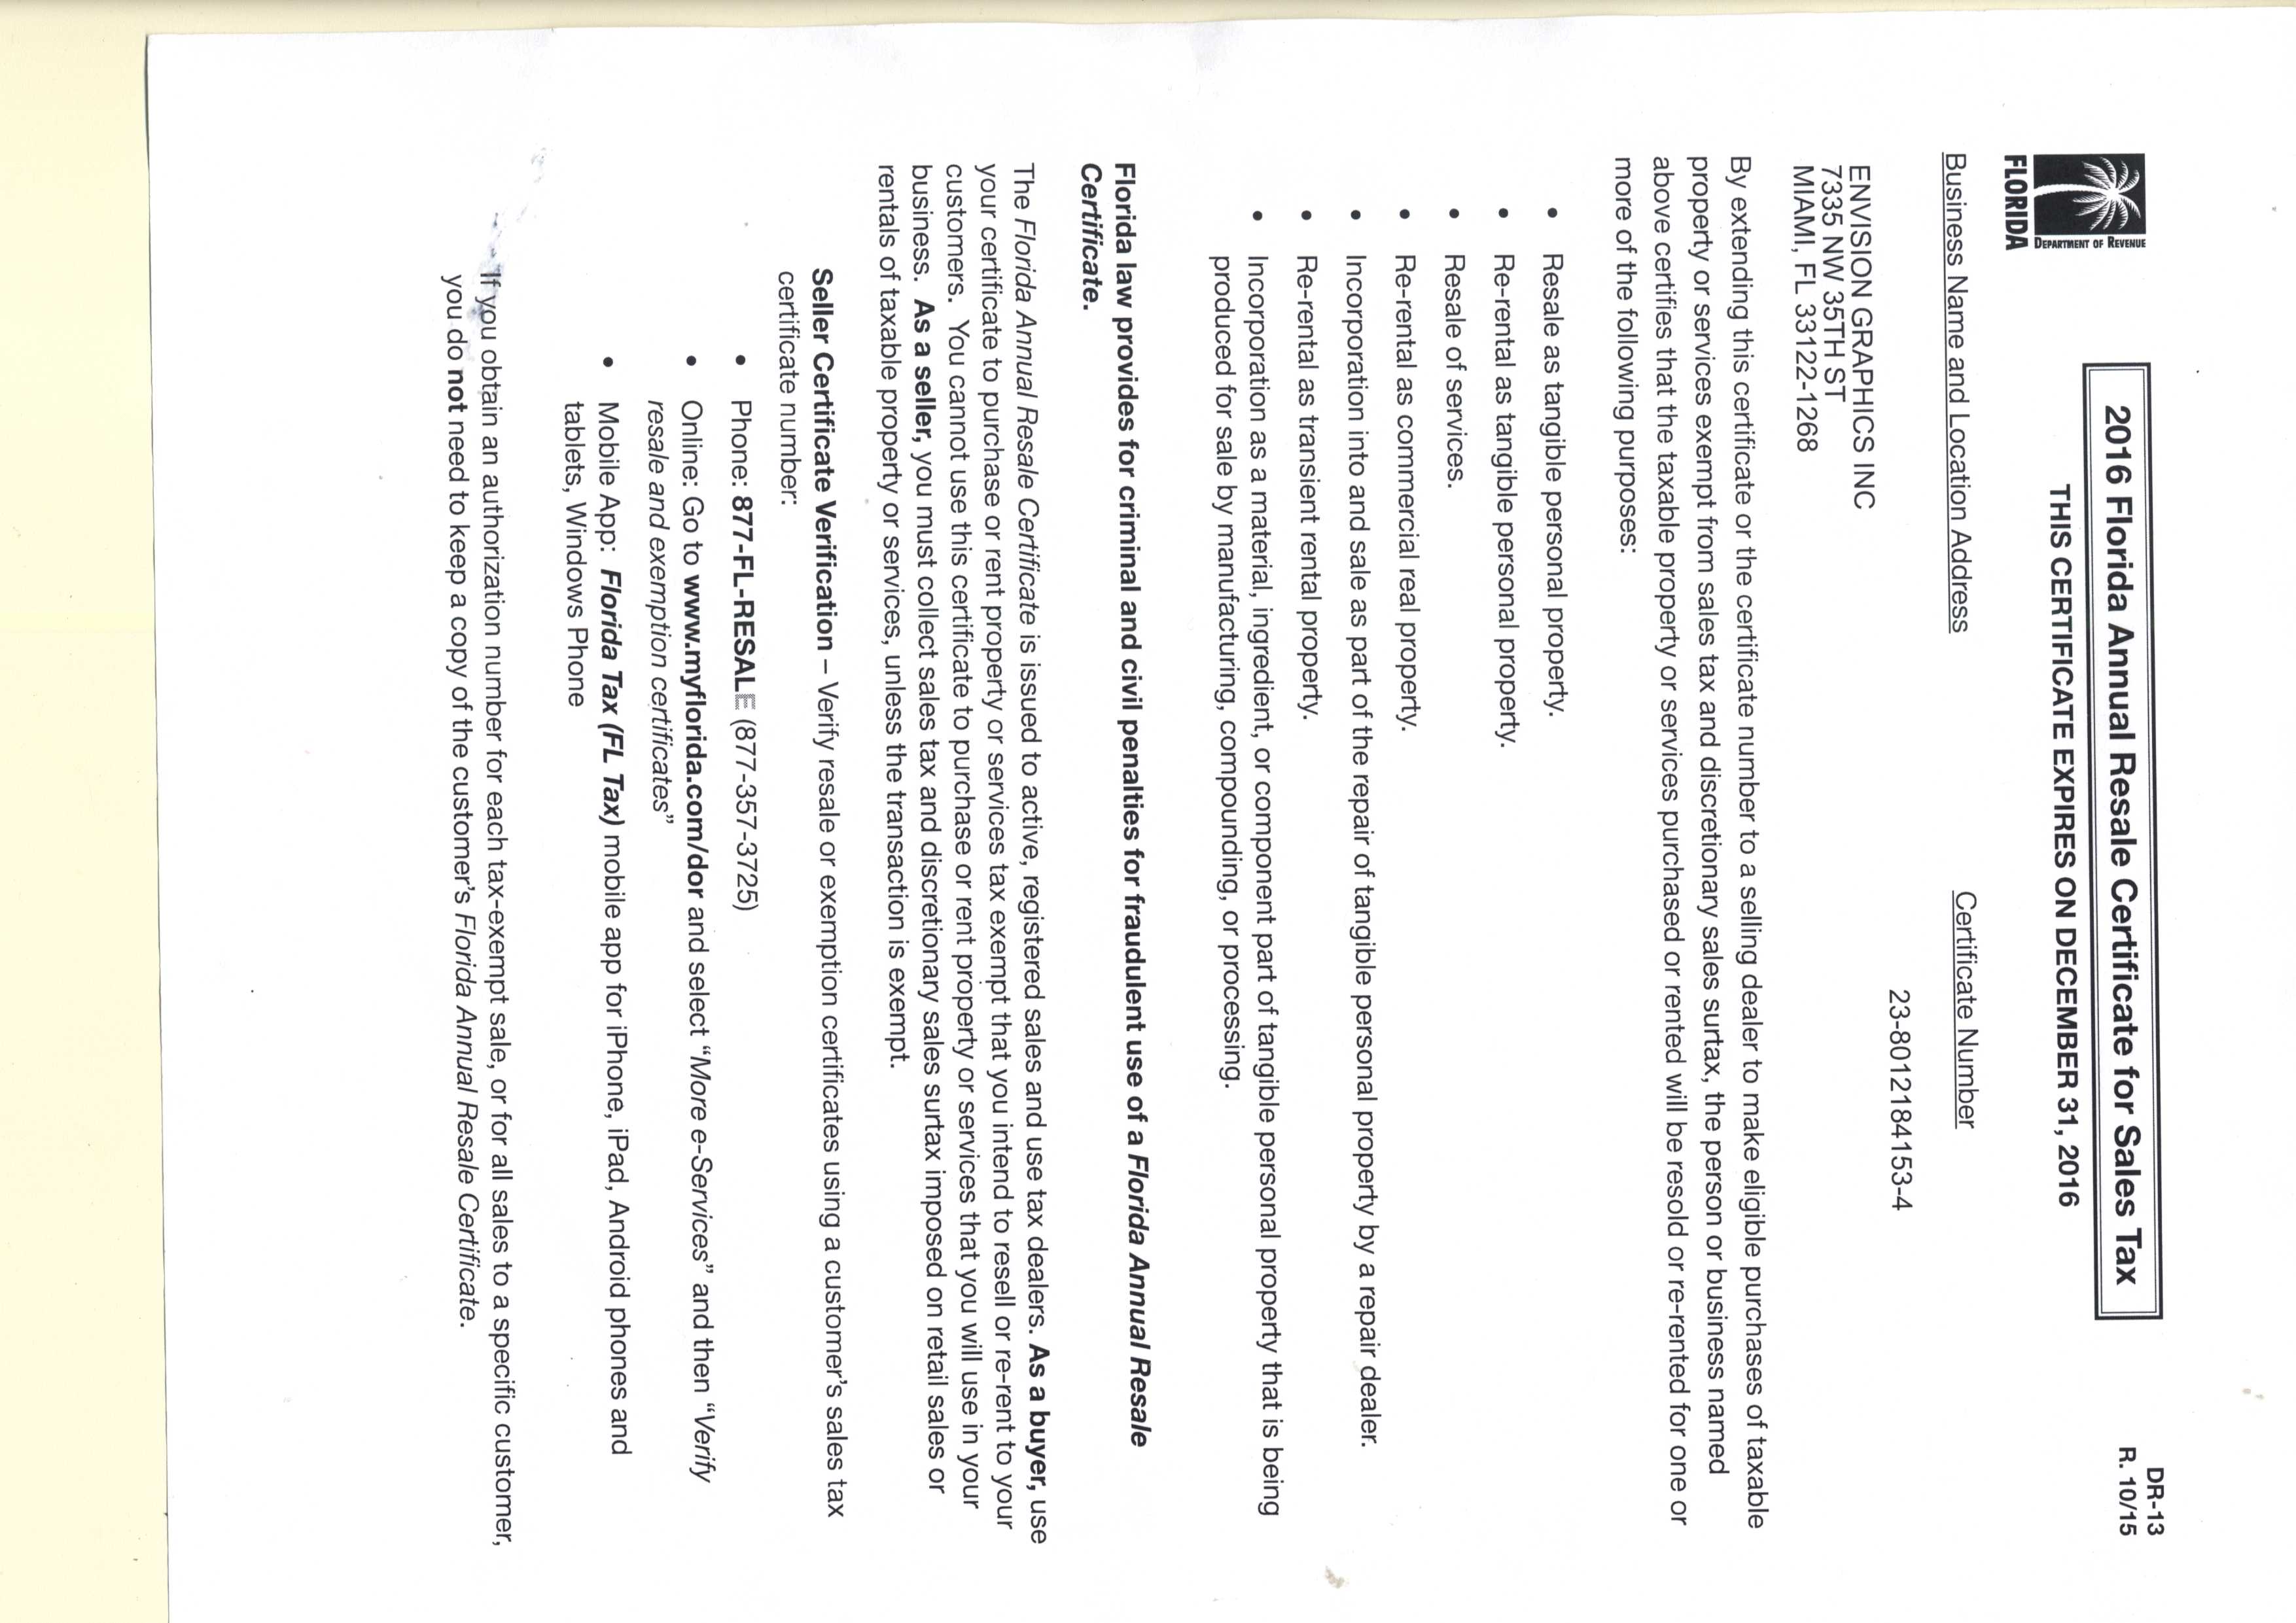 DEPARTMENT OF REVENUE
FLORIDA
2016 Florida Annual Resale Certificate for Sales Tax
THIS CERTIFICATE EXPIRES ON DECEMBER 31, 2016
DR-13
R. 10/15
Business Name and Location Address
Certificate Number
ENVISION GRAPHICS INC
7335 NW 35TH ST
MIAMI, FL 33122-1268
23-8012184153-4
By extending this certificate or the certificate number to a selling dealer to make eligible purchases of taxable
property or services exempt from sales tax and discretionary sales surtax, the person or business named
above certifies that the taxable property or services purchased or rented will be resold or re-rented for one or
more of the following purposes:
• Resale as tangible personal property.
• Re-rental as tangible personal property.
• Resale of services.
• Re-rental as commercial real property.
• Incorporation into and sale as part of the repair of tangible personal property by a repair dealer.
• Re-rental as transient rental property.
• Incorporation as a material, ingredient, or component part of tangible personal property that is being
produced for sale by manufacturing, compounding, or processing.
Florida law provides for criminal and civil penalties for fraudulent use of a Florida Annual Resale
Certificate.
The Florida Annual Resale Certificate is issued to active, registered sales and use tax dealers. As a buyer, use
your certificate to purchase or rent property or services tax exempt that you intend to resell or re-rent to your
customers. You cannot use this certificate to purchase or rent property or services that you will use in your
business. As a seller, you must collect sales tax and discretionary sales surtax imposed on retail sales or
rentals of taxable property or services, unless the transaction is exempt.
Seller Certificate Verification – Verify resale or exemption certificates using a customer's sales tax
certificate number:
• Phone: 877-FL-RESALE (877-357-3725)
• Online: Go to www.myflorida.com/dor and select "More e-Services" and then "Verify
resale and exemption certificates"
• Mobile App: Florida Tax (FL Tax) mobile app for iPhone, iPad, Android phones and
tablets, Windows Phone
If you obtain an authorization number for each tax-exempt sale, or for all sales to a specific customer,
you do not need to keep a copy of the customer's Florida Annual Resale Certificate.